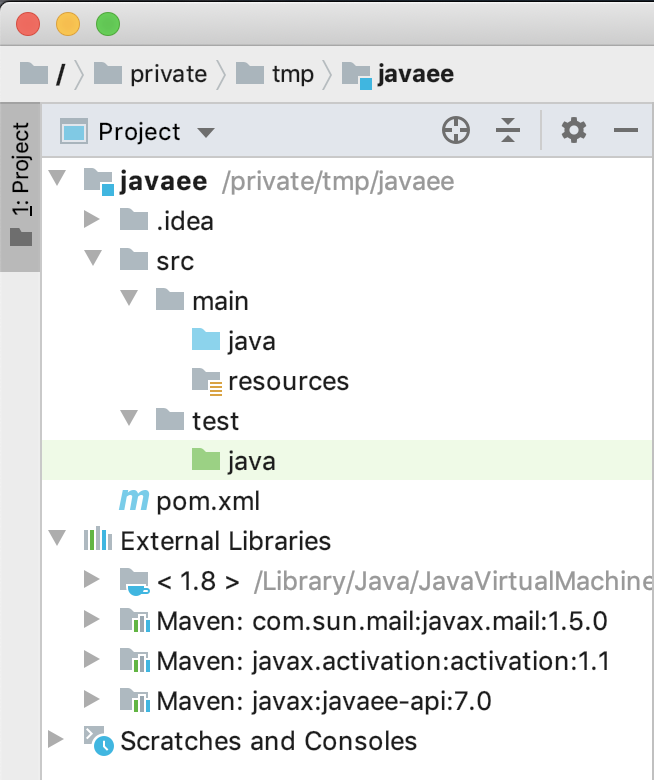 / private tmp javaee
Project
1: Project
javaee /private/tmp/javaee
.idea
src
main
java
resources
test
java
m pom.xml
External Libraries
< 1.8 > /Library/Java/JavaVirtualMachine
Maven: com.sun.mail:javax.mail:1.5.0
Maven: javax.activation:activation:1.1
Maven: javax:javaee-api:7.0
Scratches and Consoles